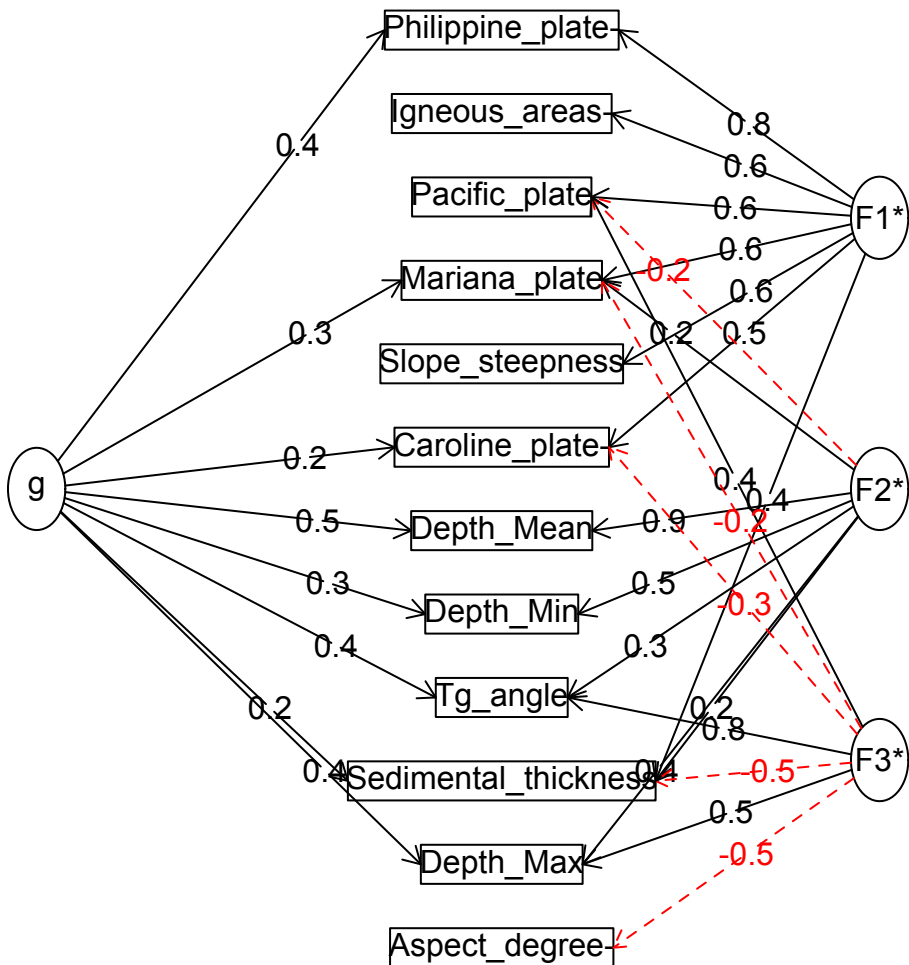 Philippine_plate
0.8
Igneous_areas
0.4
0.6
Pacific_plate
0.6
F1*
0.6
Mariana_plate
-0.2
0.6
0.3
0.2
0.5
Slope_steepness
Caroline_plate
0.2
0.4
g
F2*
0.4
0.5
Depth_Mean
0.9
-0.2
0.3
Depth_Min
0.5
-0.3
0.4
0.3
Tg_angle
0.2
0.2
0.8
0.4
Sedimental_thickness
0.4
-0.5
F3*
0.5
Depth_Max
-0.5
Aspect_degree